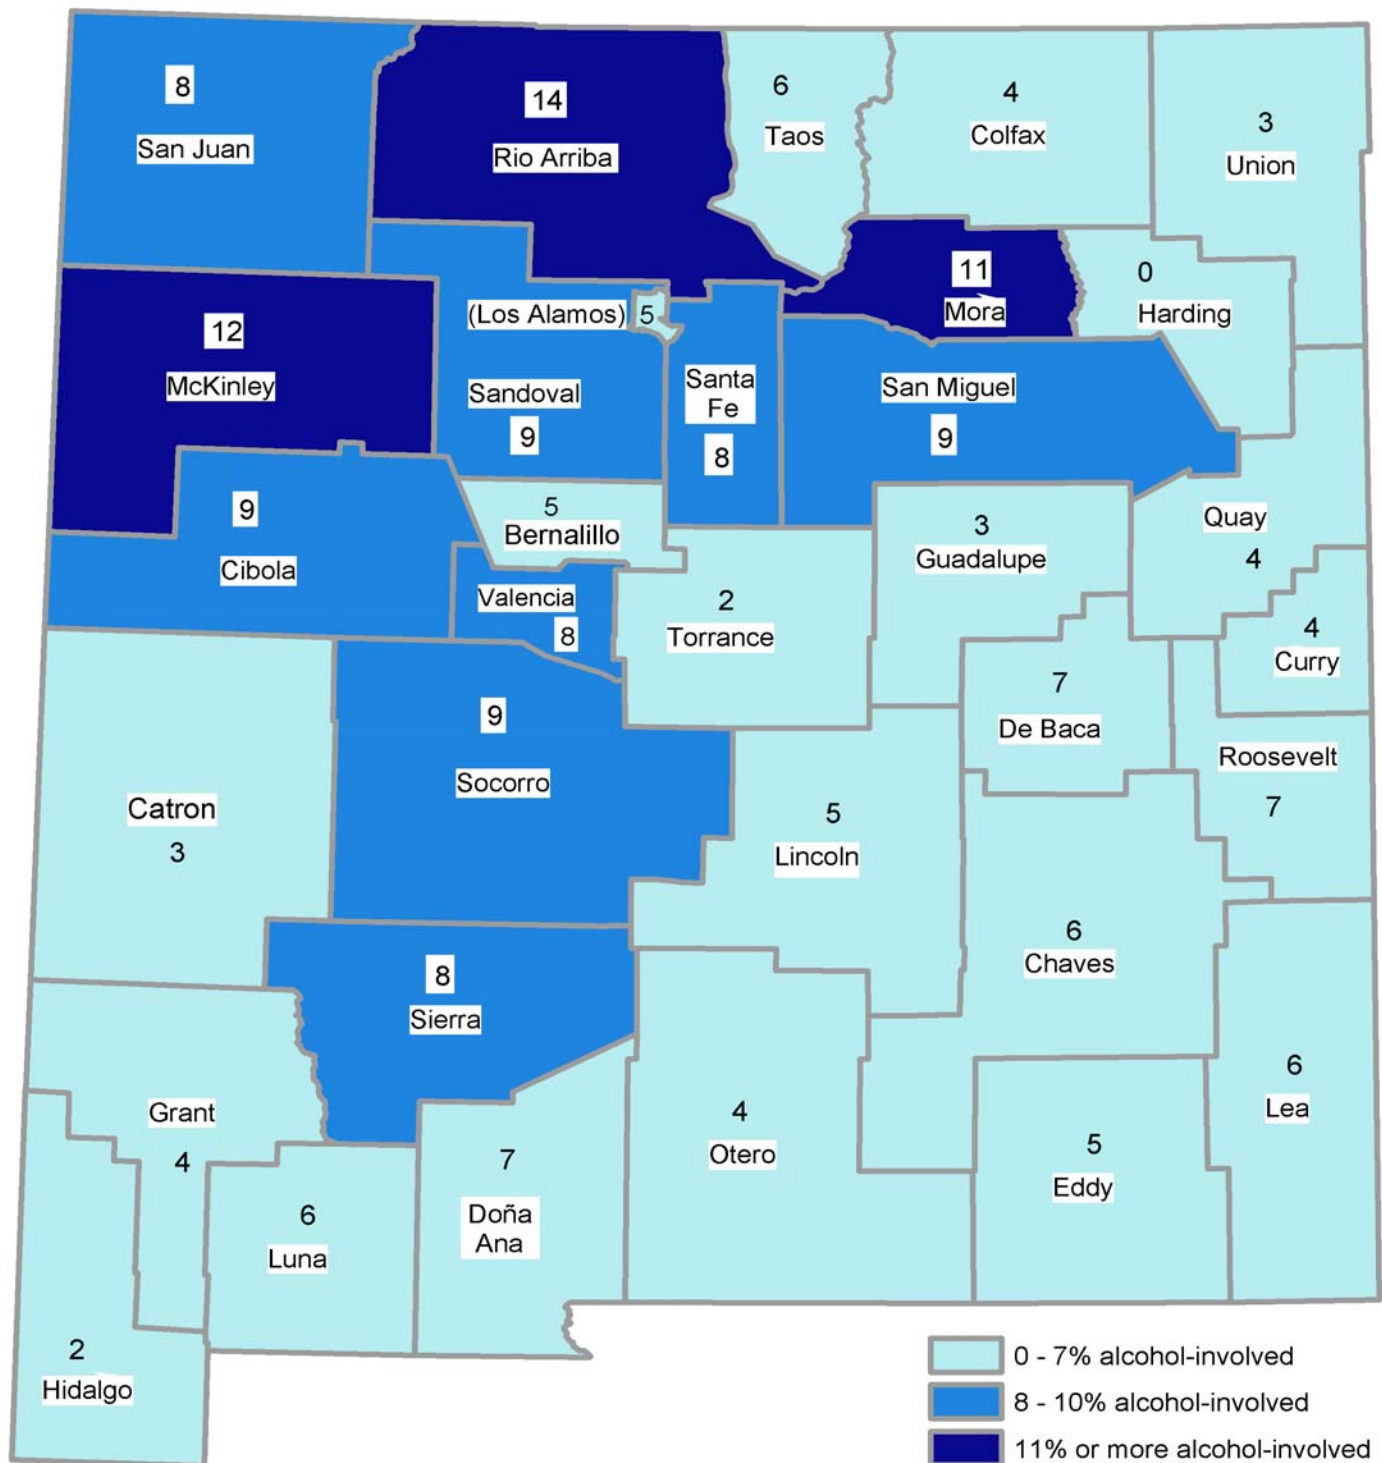 8
San Juan
14
Rio Arriba
6
Taos
4
Colfax
3
Union
12
McKinley
(Los Alamos)
5
Sandoval
9
Santa
Fe
8
11
Mora
0
Harding
San Miguel
9
9
Cibola
5
Bernalillo
Valencia
8
2
Torrance
3
Guadalupe
Quay
4
4
Curry
7
De Baca
Roosevelt
7
Catron
3
9
Socorro
5
Lincoln
6
Chaves
8
Sierra
Grant
4
6
Luna
7
Doña
Ana
4
Otero
5
Eddy
6
Lea
2
Hidalgo
0 - 7% alcohol-involved
8 - 10% alcohol-involved
11% or more alcohol-involved